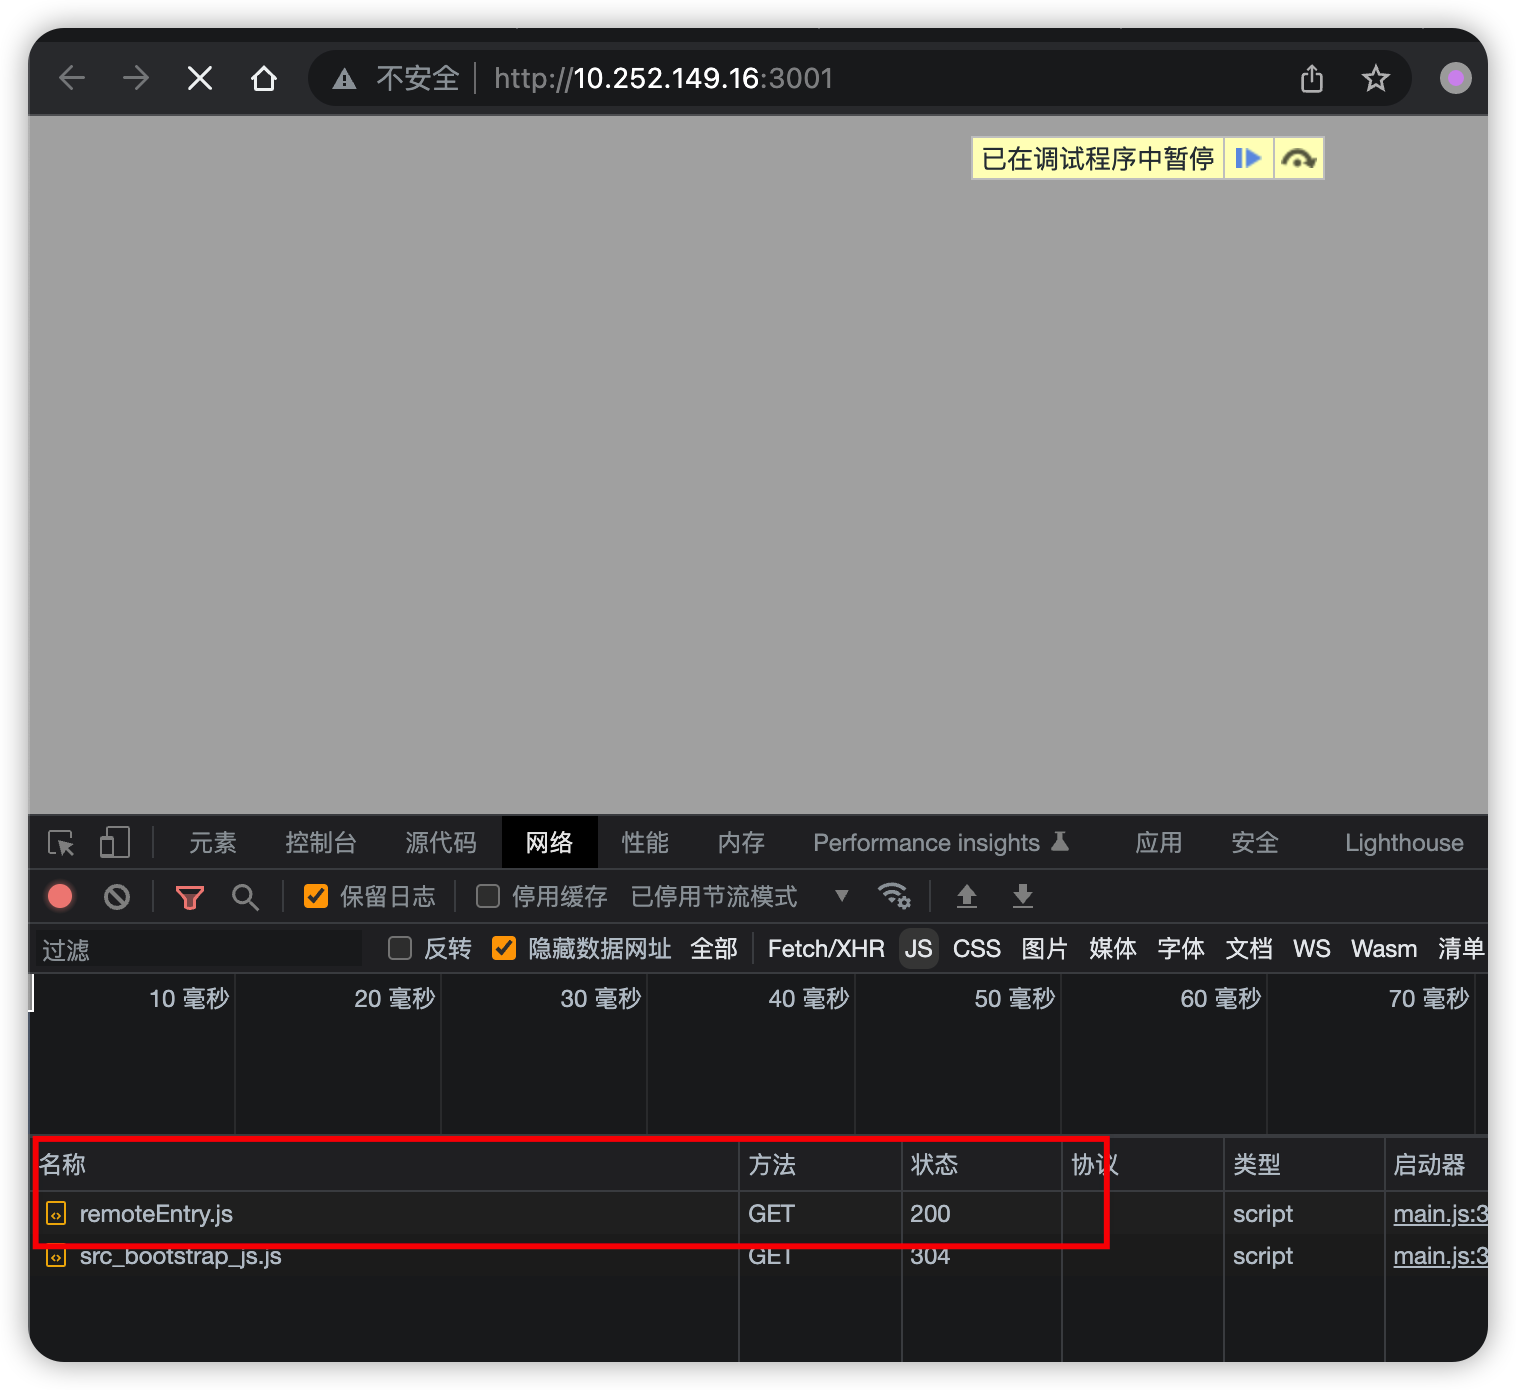 不安全 http://10.252.149.16:3001
已在调试程序中暂停
元素 控制台 源代码 网络 性能 内存 Performance insights 应用 安全 Lighthouse
保留日志 停用缓存 已停用节流模式
过滤 反转 隐藏数据网址 全部 Fetch/XHR JS CSS 图片 媒体 字体 文档 WS Wasm 清单
10 毫秒 20 毫秒 30 毫秒 40 毫秒 50 毫秒 60 毫秒 70 毫秒
名称 方法 状态 协议 类型 启动器
remoteEntry.js GET 200 script main.js:3
src_bootstrap_js.js GET 304 script main.js:3